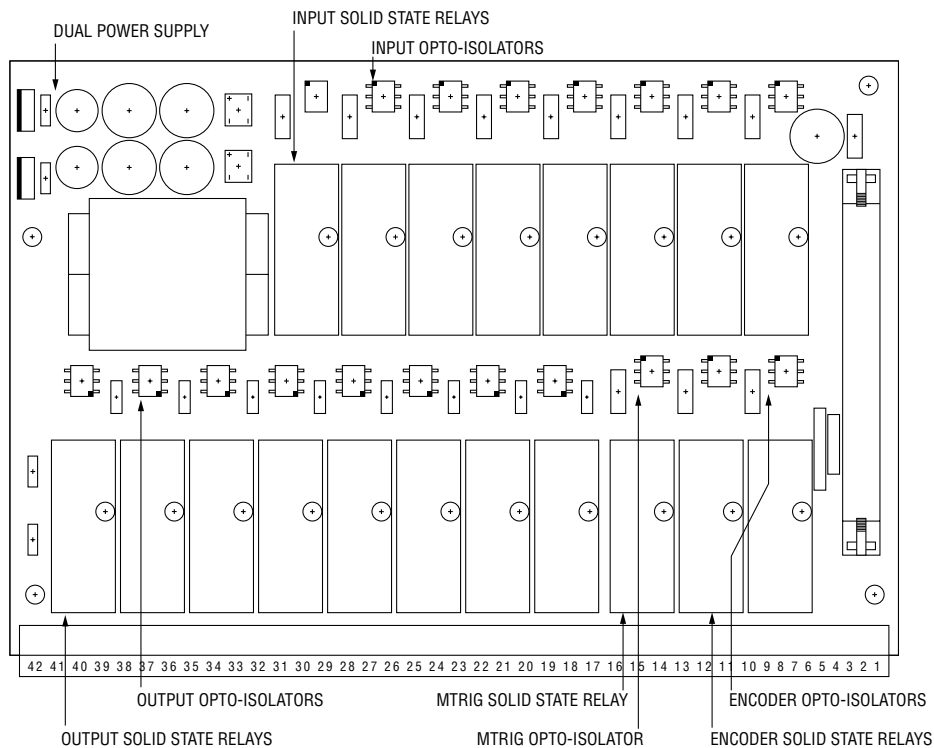 INPUT SOLID STATE RELAYS
DUAL POWER SUPPLY
INPUT OPTO-ISOLATORS
42 41 40 39 38 37 36 35 34 33 32 31 30 29 28 27 26 25 24 23 22 21 20 19 18 17 16 15 14 13 12 11 10 9 8 7 6 5 4 3 2 1
OUTPUT OPTO-ISOLATORS
MTRIG SOLID STATE RELAY
ENCODER OPTO-ISOLATORS
OUTPUT SOLID STATE RELAYS
MTRIG OPTO-ISOLATOR
ENCODER SOLID STATE RELAYS